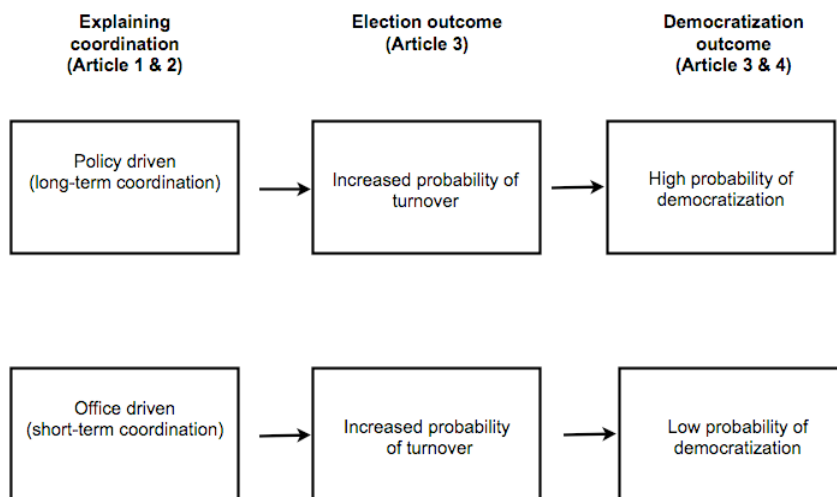 Explaining
coordination
(Article 1 & 2)
Election outcome
(Article 3)
Democratization
outcome
(Article 3 & 4)
Policy driven
(long-term coordination)
Increased probability of
turnover
High probability of
democratization
Office driven
(short-term coordination)
Increased probability
of turnover
Low probability of
democratization